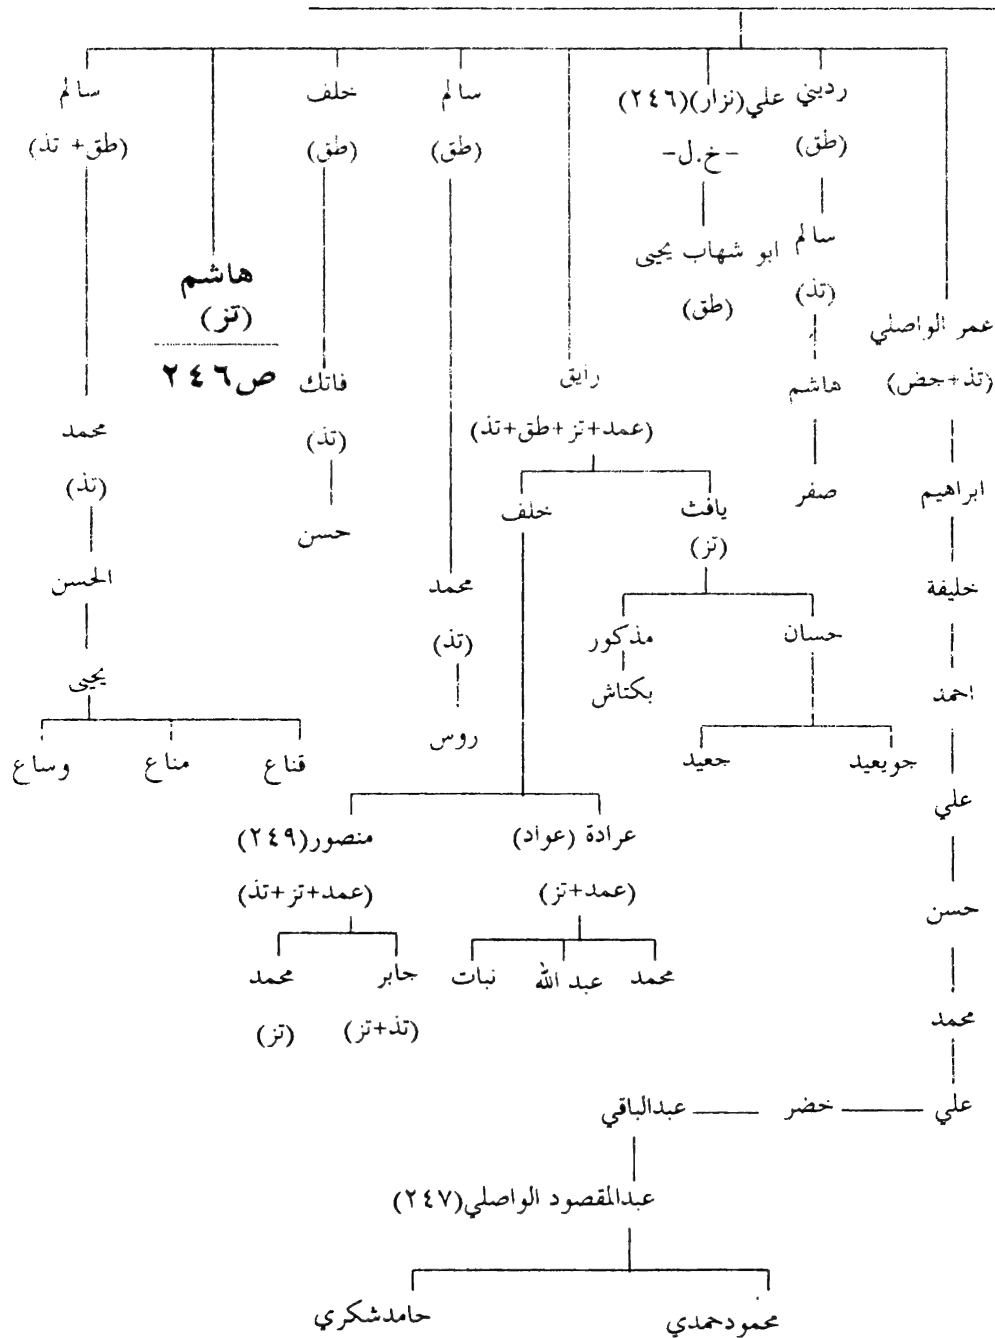 رديني علي(نزار)(٢٤٦) سالم خلف سالم
(طق) -خ.ل- (طق) (طق) (طق+ تذ)
سالم ابو شهاب يحيى هاشم
(تذ) (طق) (تز)
عمر الواصلي
(تذ+حض) هاشم رايق فاتك ص٢٤٦
(عمد+تز+طق+تذ) (تذ) محمد
ابراهيم صفر يافث خلف (تذ)
(تز) حسن
خليفة محمد الحسن
حسان مذكور (تذ)
احمد بكتاش يحيى
روس
جويعيد جعيد قناع مناع وساع
علي
عرادة (عواد) منصور(٢٤٩)
(عمد+تز) (عمد+تز+تذ)
حسن
محمد عبد الله نبات جابر محمد
محمد (تذ+تز) (تز)
علي خضر عبدالباقي
عبدالمقصود الواصلي(٢٤٧)
محمودحمدي حامدشكري